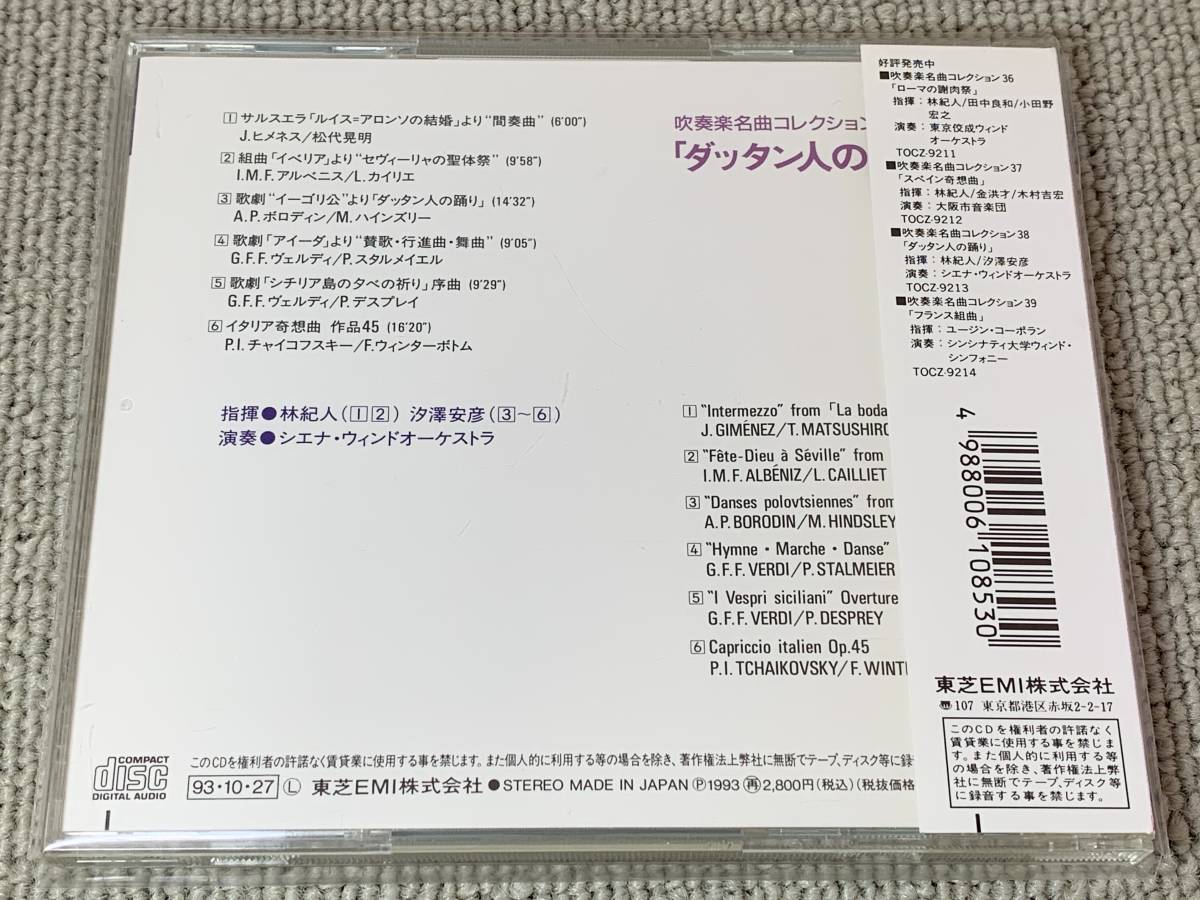 1 サルスエラ「ルイス=アロンソの結婚」より“間奏曲” (6'00")
J.ヒメネス/松代晃明
2 組曲「イベリア」より“セヴィーリャの聖体祭” (9'58")
I.M.F.アルベニス/L.カイリエ
3 歌劇“イーゴリ公”より「ダッタン人の踊り」 (14'32")
A.P.ボロディン/M.ハインズリー
4 歌劇「アイーダ」より“賛歌・行進曲・舞曲” (9'05")
G.F.F.ヴェルディ/P.スタルメイエル
5 歌劇「シチリア島の夕べの祈り」序曲 (9'29")
G.F.F.ヴェルディ/P.デスプレイ
6 イタリア奇想曲 作品45 (16'20")
P.I.チャイコフスキー/F.ウィンターボトム
指揮●林紀人(1 2) 汐澤安彦(3〜6)
演奏●シエナ・ウィンドオーケストラ
吹奏楽名曲コレクション
「ダッタン人の
1 "Intermezzo" from 「La boda
J. GIMÉNEZ/T. MATSUSHIRO
2 "Fête-Dieu à Séville" from
I.M.F. ALBÉNIZ/L. CAILLIET
3 "Danses polovtsiennes" from
A.P. BORODIN/M. HINDSLEY
4 "Hymne・Marche・Danse"
G.F.F. VERDI/P. STALMEIER
5 "I Vespri siciliani" Overture
G.F.F. VERDI/P. DESPREY
6 Capriccio italien Op.45
P.I. TCHAIKOVSKY/F. WINT
COMPACT
disc
DIGITAL AUDIO
このCDを権利者の許諾なく賃貸業に使用する事を禁じます。また個人的に利用する等の場合を除き、著作権法上弊社に無断でテープ、ディスク等に録
93・10・27 Ⓛ 東芝EMI株式会社 ●STEREO MADE IN JAPAN Ⓟ1993 再 2,800円(税込) (税抜価格
好評発売中
■吹奏楽名曲コレクション36
「ローマの謝肉祭」
指揮:林紀人/田中良和/小田野
宏之
演奏:東京佼成ウィンド
オーケストラ
TOCZ-9211
■吹奏楽名曲コレクション37
「スペイン奇想曲」
指揮:林紀人/金洪才/木村吉宏
演奏:大阪市音楽団
TOCZ-9212
■吹奏楽名曲コレクション38
「ダッタン人の踊り」
指揮:林紀人/汐澤安彦
演奏:シエナ・ウィンドオーケストラ
TOCZ-9213
■吹奏楽名曲コレクション39
「フランス組曲」
指揮:ユージン・コーポラン
演奏:シンシナティ大学ウィンド・
シンフォニー
TOCZ-9214
4 988006 108530
東芝EMI株式会社
〠107 東京都港区赤坂2-2-17
このCDを権利者の許諾なく
賃貸業に使用する事を禁じま
す。また個人的に利用する等
の場合を除き、著作権法上弊
社に無断でテープ、ディスク等
に録音する事を禁じます。